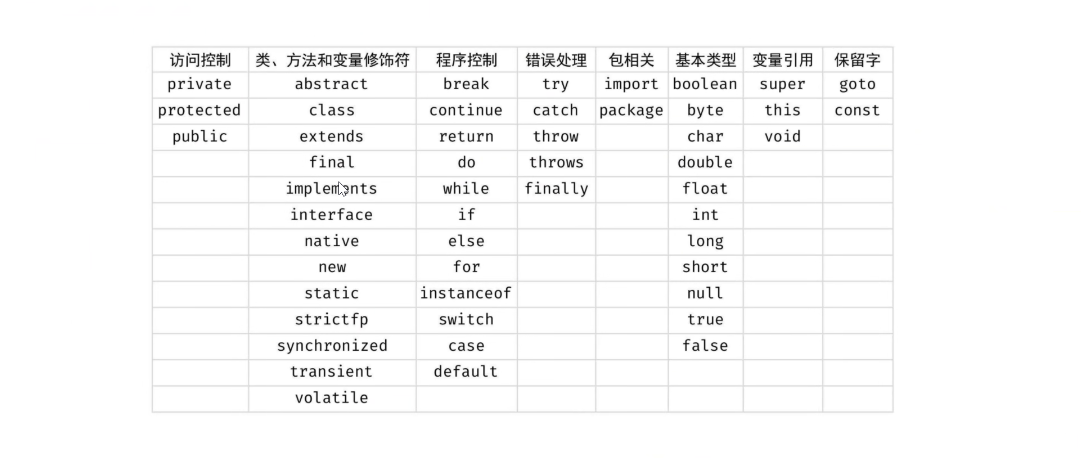 访问控制 类、方法和变量修饰符 程序控制 错误处理 包相关 基本类型 变量引用 保留字
private abstract break try import boolean super goto
protected class continue catch package byte this const
public extends return throw char void
final do throws double
implements while finally float
interface if int
native else long
new for short
static instanceof null
strictfp switch true
synchronized case false
transient default
volatile